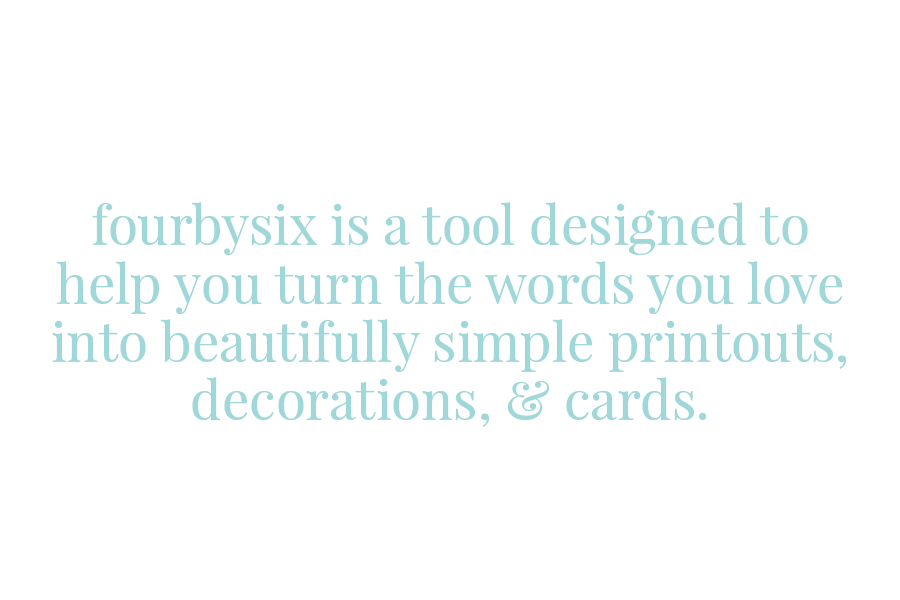 fourbysix is a tool designed to
help you turn the words you love
into beautifully simple printouts,
decorations, & cards.